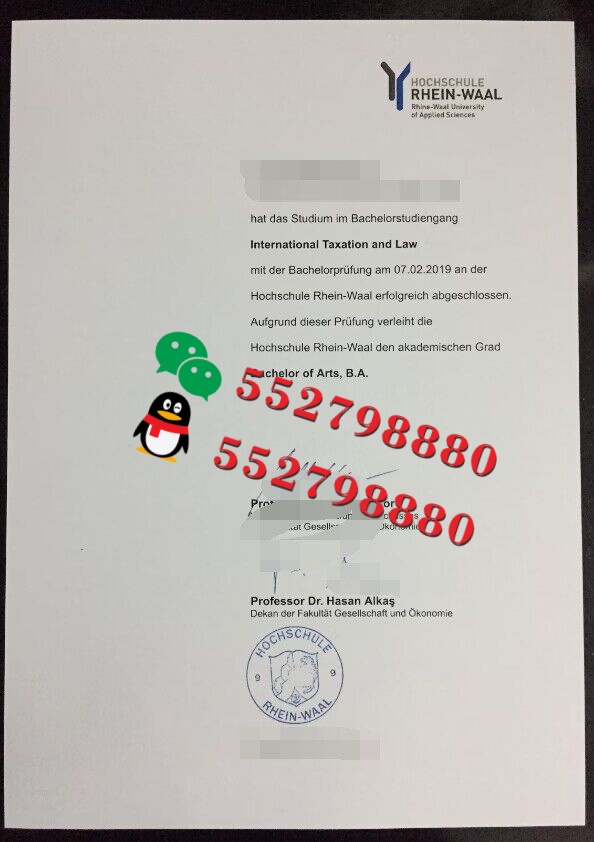 HOCHSCHULE
RHEIN-WAAL
Rhine-Waal University
of Applied Sciences
hat das Studium im Bachelorstudiengang
International Taxation and Law
mit der Bachelorprüfung am 07.02.2019 an der
Hochschule Rhein-Waal erfolgreich abgeschlossen.
Aufgrund dieser Prüfung verleiht die
Hochschule Rhein-Waal den akademischen Grad
of Arts, B.A.
552798880
552798880
Professor Dr. Hasan Alkaş
Dekan der Fakultät Gesellschaft und Ökonomie
HOCHSCHULE
9 9
RHEIN-WAAL